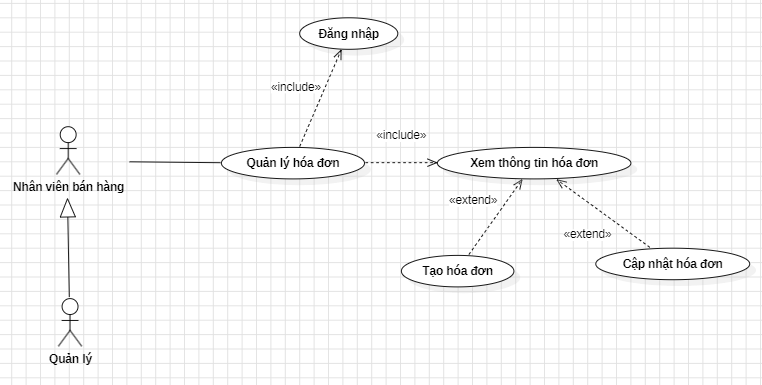 Đăng nhập
«include»
«include»
Quản lý hóa đơn
Xem thông tin hóa đơn
Nhân viên bán hàng
«extend»
«extend»
Tạo hóa đơn
Cập nhật hóa đơn
Quản lý